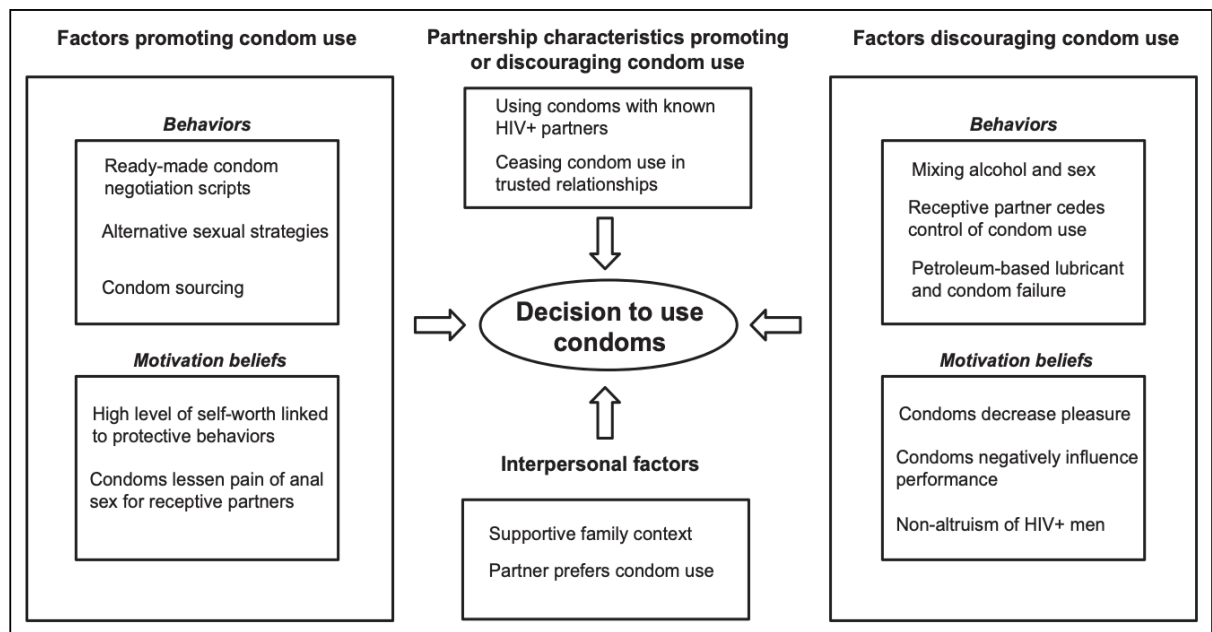 Factors promoting condom use
Behaviors
Ready-made condom
negotiation scripts
Alternative sexual strategies
Condom sourcing
Motivation beliefs
High level of self-worth linked
to protective behaviors
Condoms lessen pain of anal
sex for receptive partners
Partnership characteristics promoting
or discouraging condom use
Using condoms with known
HIV+ partners
Ceasing condom use in
trusted relationships
Decision to use
condoms
Interpersonal factors
Supportive family context
Partner prefers condom use
Factors discouraging condom use
Behaviors
Mixing alcohol and sex
Receptive partner cedes
control of condom use
Petroleum-based lubricant
and condom failure
Motivation beliefs
Condoms decrease pleasure
Condoms negatively influence
performance
Non-altruism of HIV+ men